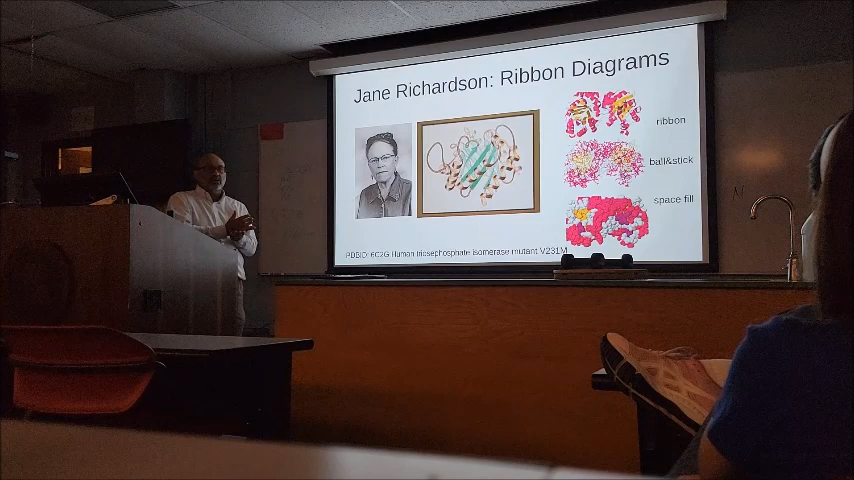 Jane Richardson: Ribbon Diagrams
ribbon
ball&stick
space fill
PDBID: 6C2G Human triosephosphate isomerase mutant V231M